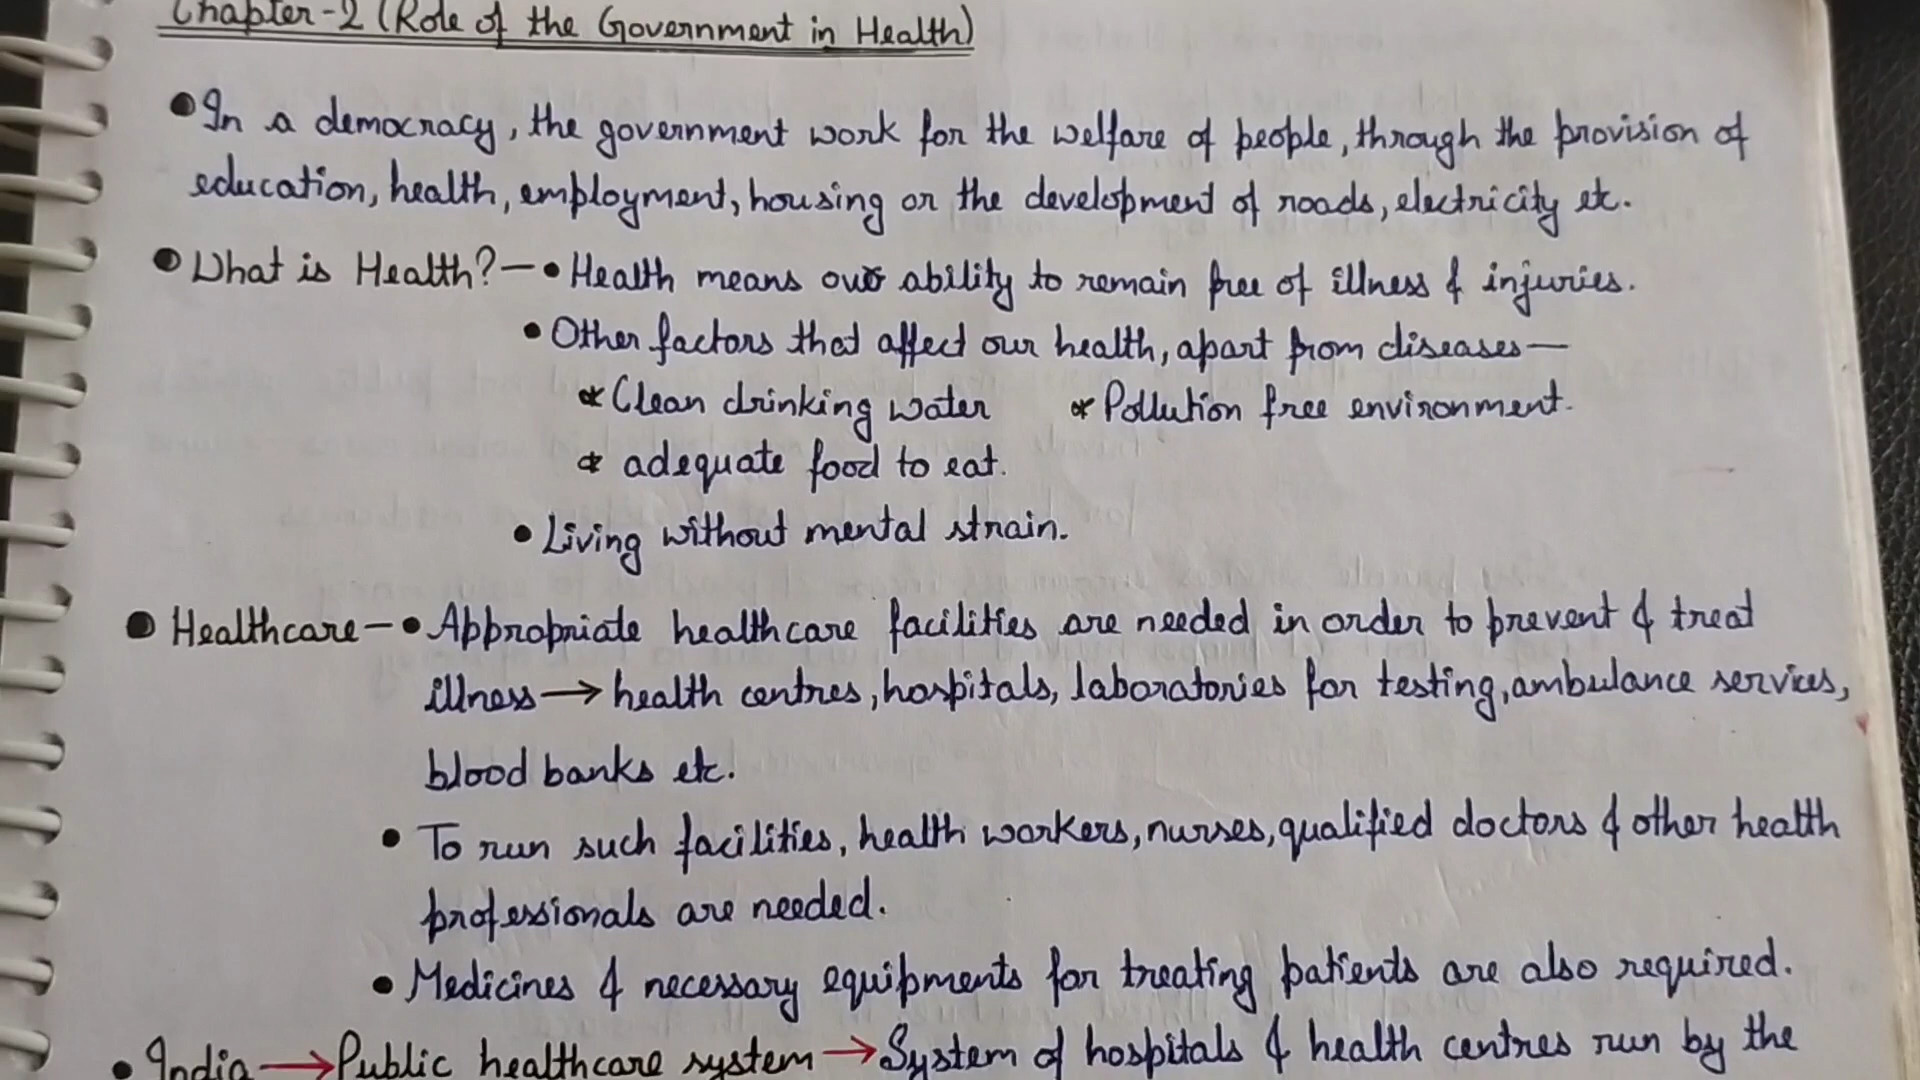 Chapter-2 (Role of the Government in Health)
• In a democracy, the government work for the welfare of people, through the provision of
education, health, employment, housing or the development of roads, electricity etc.
• What is Health? — • Health means our ability to remain free of illness & injuries.
• Other factors that affect our health, apart from diseases —
* Clean drinking water * Pollution free environment.
* adequate food to eat.
• Living without mental strain.
• Healthcare — • Appropriate healthcare facilities are needed in order to prevent & treat
illness → health centres, hospitals, laboratories for testing, ambulance services,
blood banks etc.
• To run such facilities, health workers, nurses, qualified doctors & other health
professionals are needed.
• Medicines & necessary equipments for treating patients are also required.
• India → Public healthcare system → System of hospitals & health centres run by the